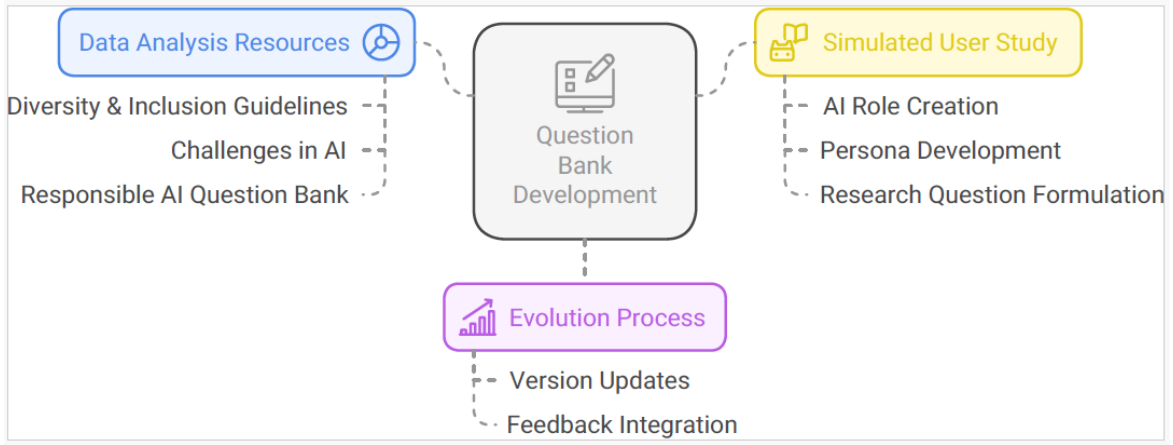 Data Analysis Resources
Diversity & Inclusion Guidelines
Challenges in AI
Responsible AI Question Bank
Question
Bank
Development
Simulated User Study
AI Role Creation
Persona Development
Research Question Formulation
Evolution Process
Version Updates
Feedback Integration